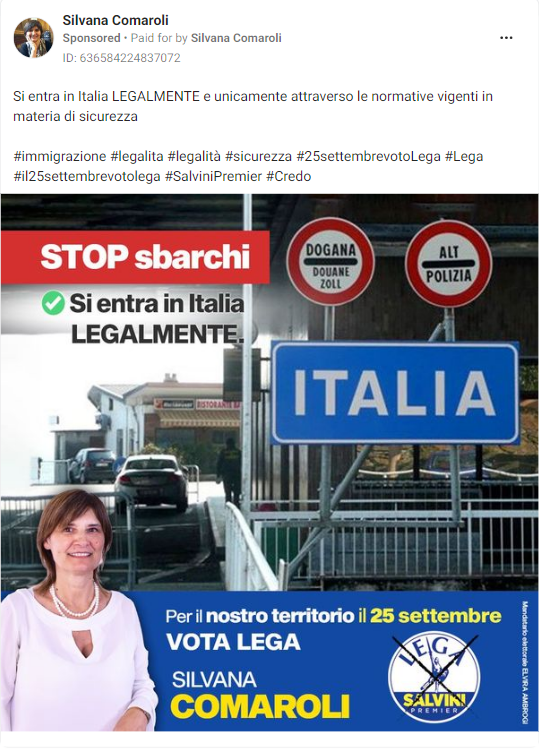 Silvana Comaroli
Sponsored • Paid for by Silvana Comaroli
ID: 636584224837072
Si entra in Italia LEGALMENTE e unicamente attraverso le normative vigenti in
materia di sicurezza
#immigrazione #legalita #legalità #sicurezza #25settembrevotoLega #Lega
#il25settembrevotolega #SalviniPremier #Credo
STOP sbarchi
Si entra in Italia
LEGALMENTE.
DOGANA
DOUANE
ZOLL
ALT
POLIZIA
ITALIA
RISTORANTE
Per il nostro territorio il 25 settembre
VOTA LEGA
SILVANA
COMAROLI
LEGA
SALVINI
PREMIER
Mandatario elettorale ELVIRA AMBROGI